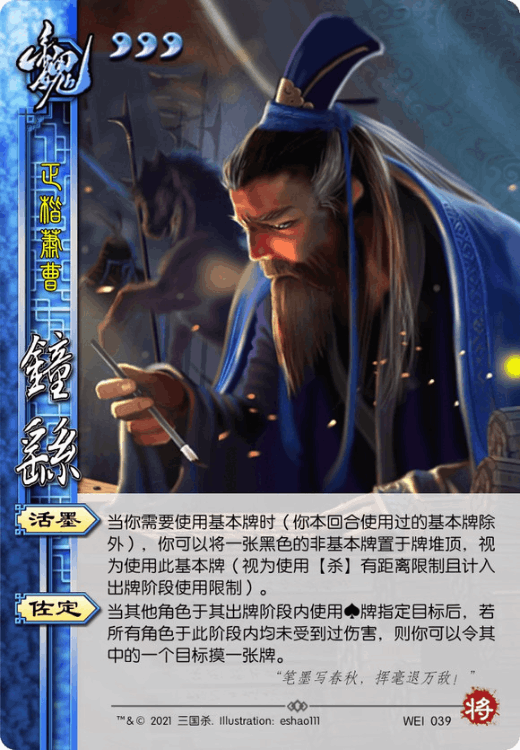 魏
正楷蕭曹
鐘繇
活墨
当你需要使用基本牌时（你本回合使用过的基本牌除
外），你可以将一张黑色的非基本牌置于牌堆顶，视
为使用此基本牌（视为使用【杀】有距离限制且计入
出牌阶段使用限制）。
佐定
当其他角色于其出牌阶段内使用♠牌指定目标后，若
所有角色于此阶段内均未受到过伤害，则你可以令其
中的一个目标摸一张牌。
“笔墨写春秋，挥毫退万敌！”
™&© 2021 三国杀. Illustration: eshao111
WEI 039
将